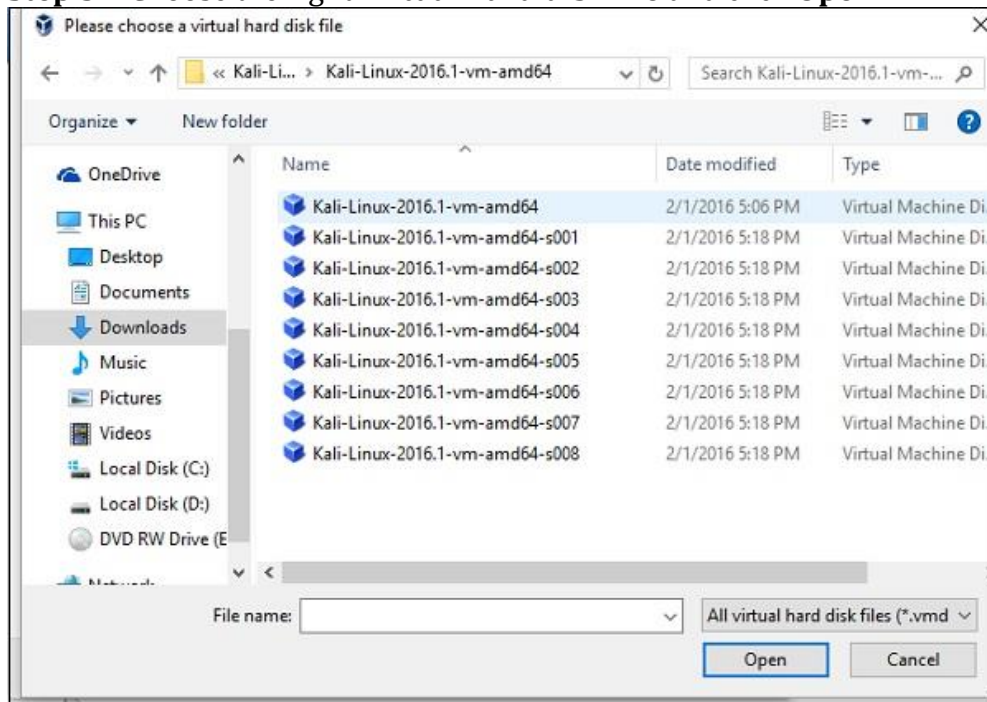 Please choose a virtual hard disk file
« Kali-Li... › Kali-Linux-2016.1-vm-amd64
Search Kali-Linux-2016.1-vm-...
Organize
New folder
Name
Date modified
Type
OneDrive
This PC
Desktop
Documents
Downloads
Music
Pictures
Videos
Local Disk (C:)
Local Disk (D:)
DVD RW Drive (E
Kali-Linux-2016.1-vm-amd64 2/1/2016 5:06 PM Virtual Machine Di
Kali-Linux-2016.1-vm-amd64-s001 2/1/2016 5:18 PM Virtual Machine Di
Kali-Linux-2016.1-vm-amd64-s002 2/1/2016 5:18 PM Virtual Machine Di
Kali-Linux-2016.1-vm-amd64-s003 2/1/2016 5:18 PM Virtual Machine Di
Kali-Linux-2016.1-vm-amd64-s004 2/1/2016 5:18 PM Virtual Machine Di
Kali-Linux-2016.1-vm-amd64-s005 2/1/2016 5:18 PM Virtual Machine Di
Kali-Linux-2016.1-vm-amd64-s006 2/1/2016 5:18 PM Virtual Machine Di
Kali-Linux-2016.1-vm-amd64-s007 2/1/2016 5:18 PM Virtual Machine Di
Kali-Linux-2016.1-vm-amd64-s008 2/1/2016 5:18 PM Virtual Machine Di
File name:
All virtual hard disk files (*.vmd
Open
Cancel